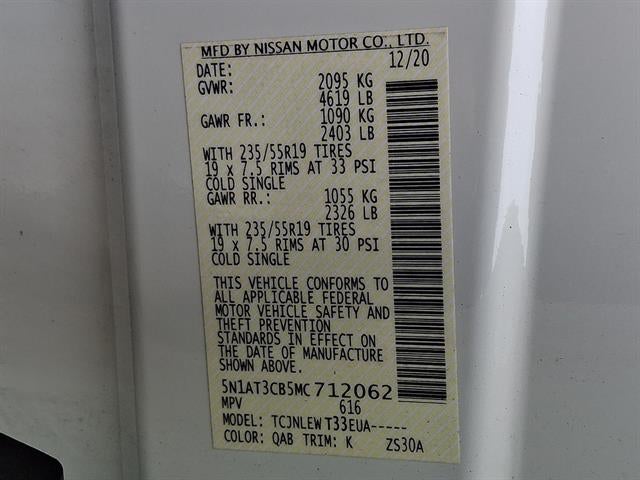 MFD BY NISSAN MOTOR CO., LTD.
DATE: 12/20
GVWR: 2095 KG
4619 LB
GAWR FR.: 1090 KG
2403 LB
WITH 235/55R19 TIRES
19 x 7.5 RIMS AT 33 PSI
COLD SINGLE
GAWR RR.: 1055 KG
2326 LB
WITH 235/55R19 TIRES
19 x 7.5 RIMS AT 30 PSI
COLD SINGLE
THIS VEHICLE CONFORMS TO
ALL APPLICABLE FEDERAL
MOTOR VEHICLE SAFETY AND
THEFT PREVENTION
STANDARDS IN EFFECT ON
THE DATE OF MANUFACTURE
SHOWN ABOVE.
5N1AT3CB5MC712062
MPV 616
MODEL: TCJNLEW T33EUA-----
COLOR: QAB TRIM: K ZS30A